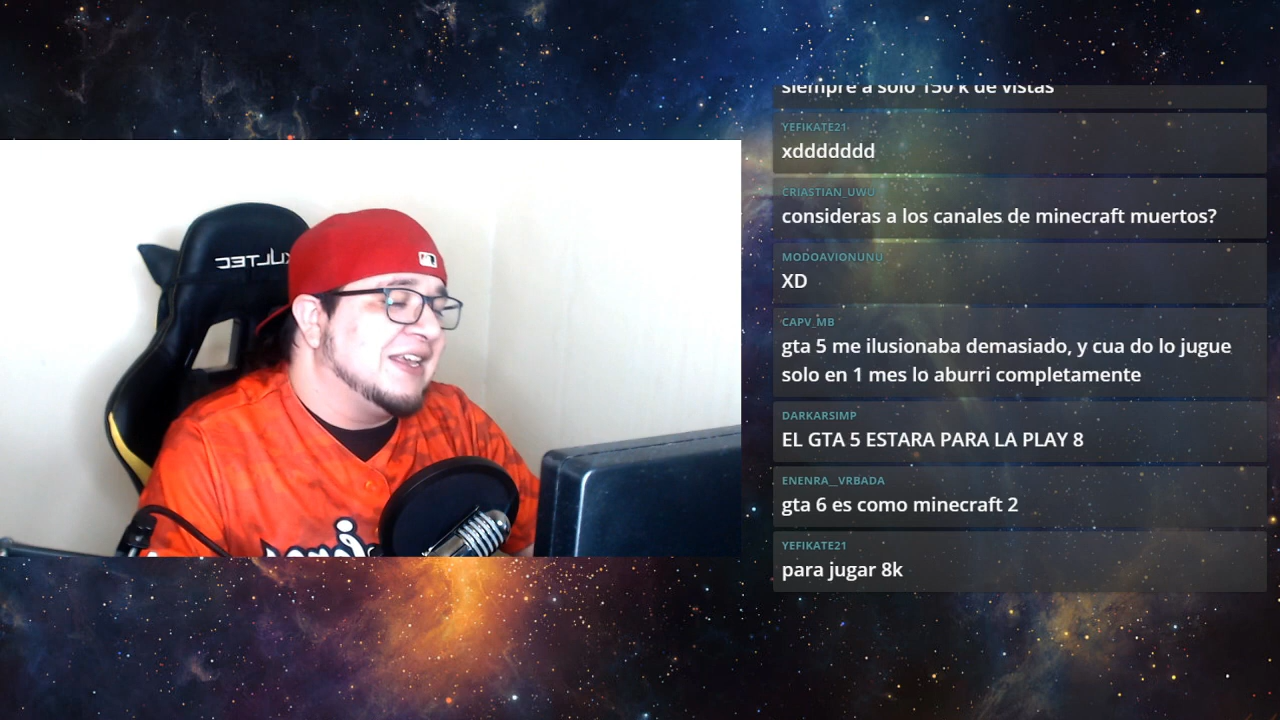 siempre a solo 150 k de vistas
YEFIKATE21
xddddddd
CRIASTIAN_UWU
consideras a los canales de minecraft muertos?
MODOAVIONUNU
XD
CAPV_MB
gta 5 me ilusionaba demasiado, y cua do lo jugue
solo en 1 mes lo aburri completamente
DARKARSIMP
EL GTA 5 ESTARA PARA LA PLAY 8
ENENRA__VRBADA
gta 6 es como minecraft 2
YEFIKATE21
para jugar 8k